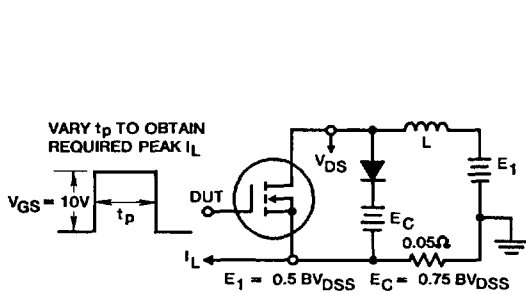 VARY tp TO OBTAIN
REQUIRED PEAK IL
VGS = 10V
tp
DUT
VDS
L
E1
EC
0.05Ω
IL
E1 = 0.5 BVDSS EC = 0.75 BVDSS